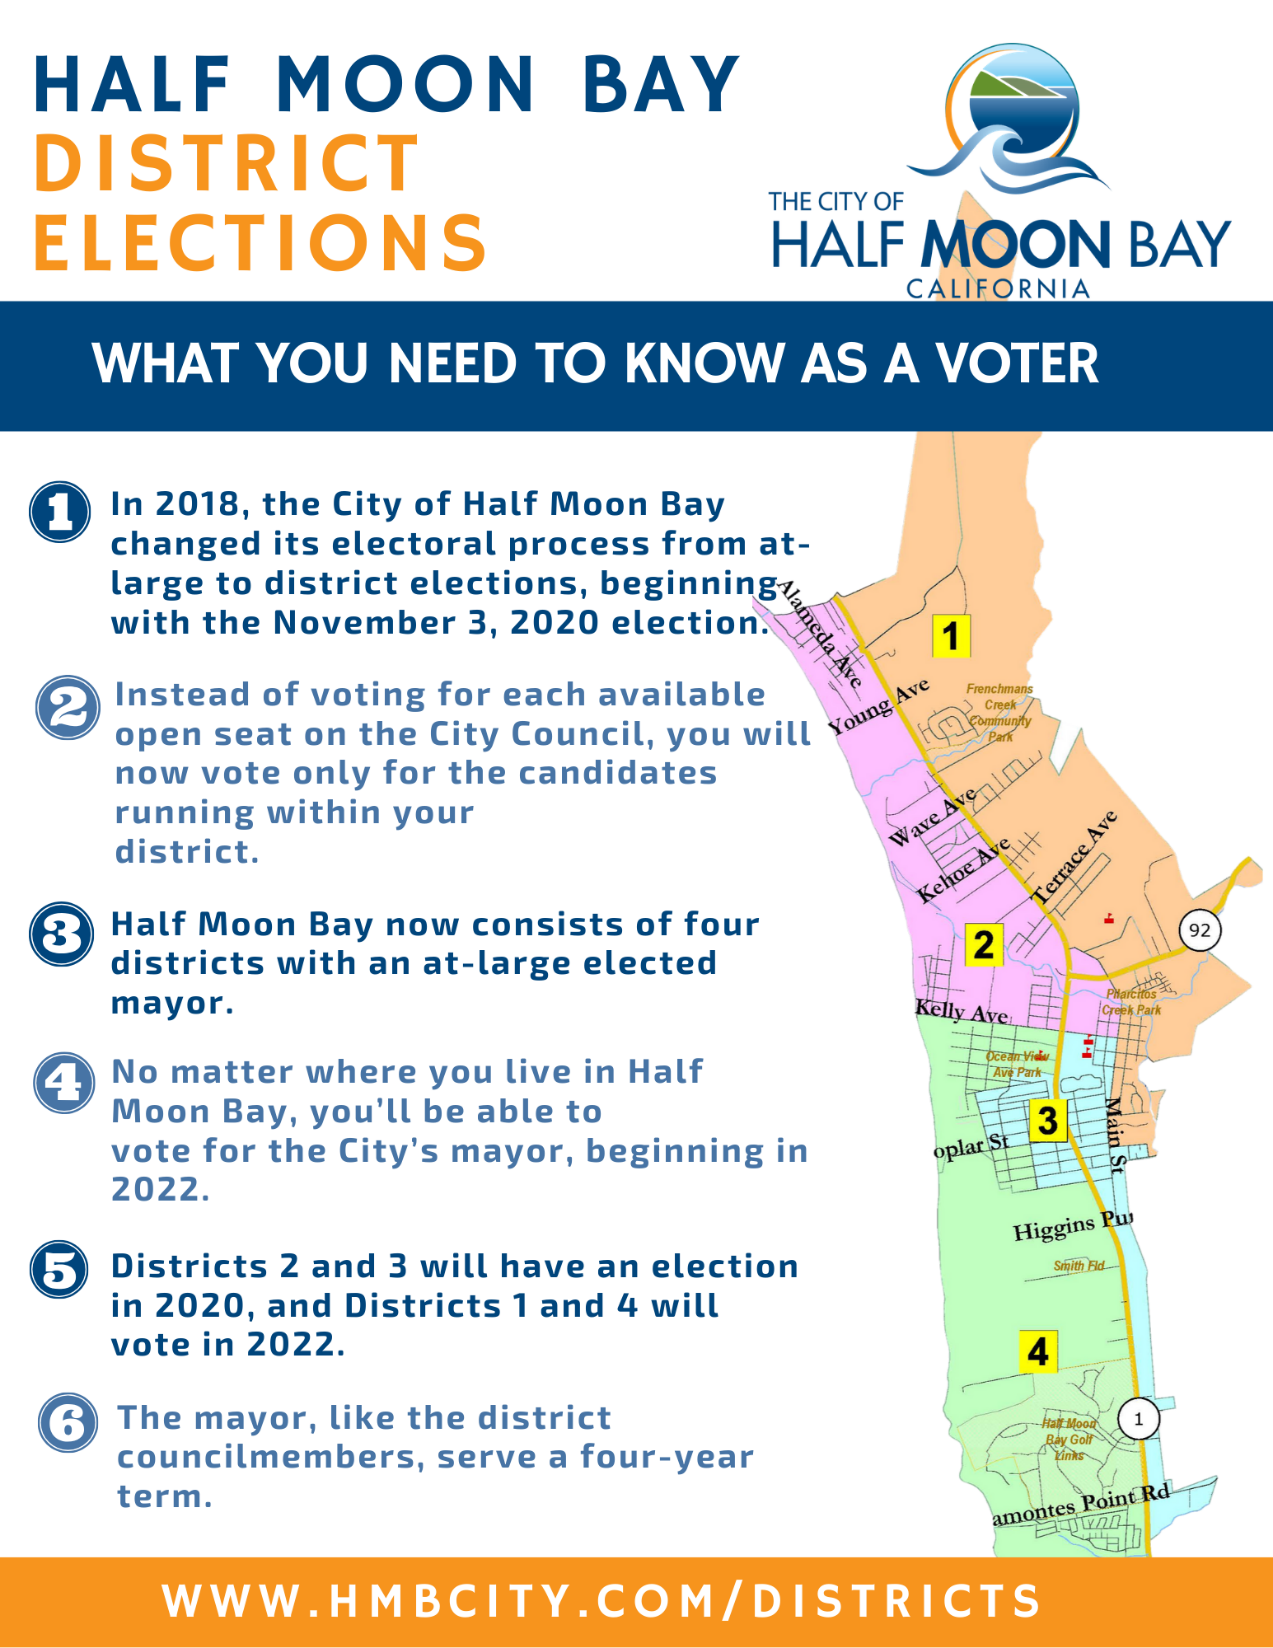 HALF MOON BAY
DISTRICT
ELECTIONS
THE CITY OF
HALF MOON BAY
CALIFORNIA
WHAT YOU NEED TO KNOW AS A VOTER
1 In 2018, the City of Half Moon Bay
changed its electoral process from at-
large to district elections, beginning
with the November 3, 2020 election.
2 Instead of voting for each available
open seat on the City Council, you will
now vote only for the candidates
running within your
district.
3 Half Moon Bay now consists of four
districts with an at-large elected
mayor.
4 No matter where you live in Half
Moon Bay, you’ll be able to
vote for the City’s mayor, beginning in
2022.
5 Districts 2 and 3 will have an election
in 2020, and Districts 1 and 4 will
vote in 2022.
6 The mayor, like the district
councilmembers, serve a four-year
term.
Alameda Ave
1
Young Ave
Frenchmans
Creek
Community
Park
Wave Ave
Kehoe Ave
Terrace Ave
92
2
Pilarcitos
Creek Park
Kelly Ave
Ocean View
Ave Park
3
Main St
oplar St
Higgins Pur
Smith Fld
4
Half Moon
Bay Golf
Links
1
amontes Point Rd
WWW.HMBCITY.COM/DISTRICTS